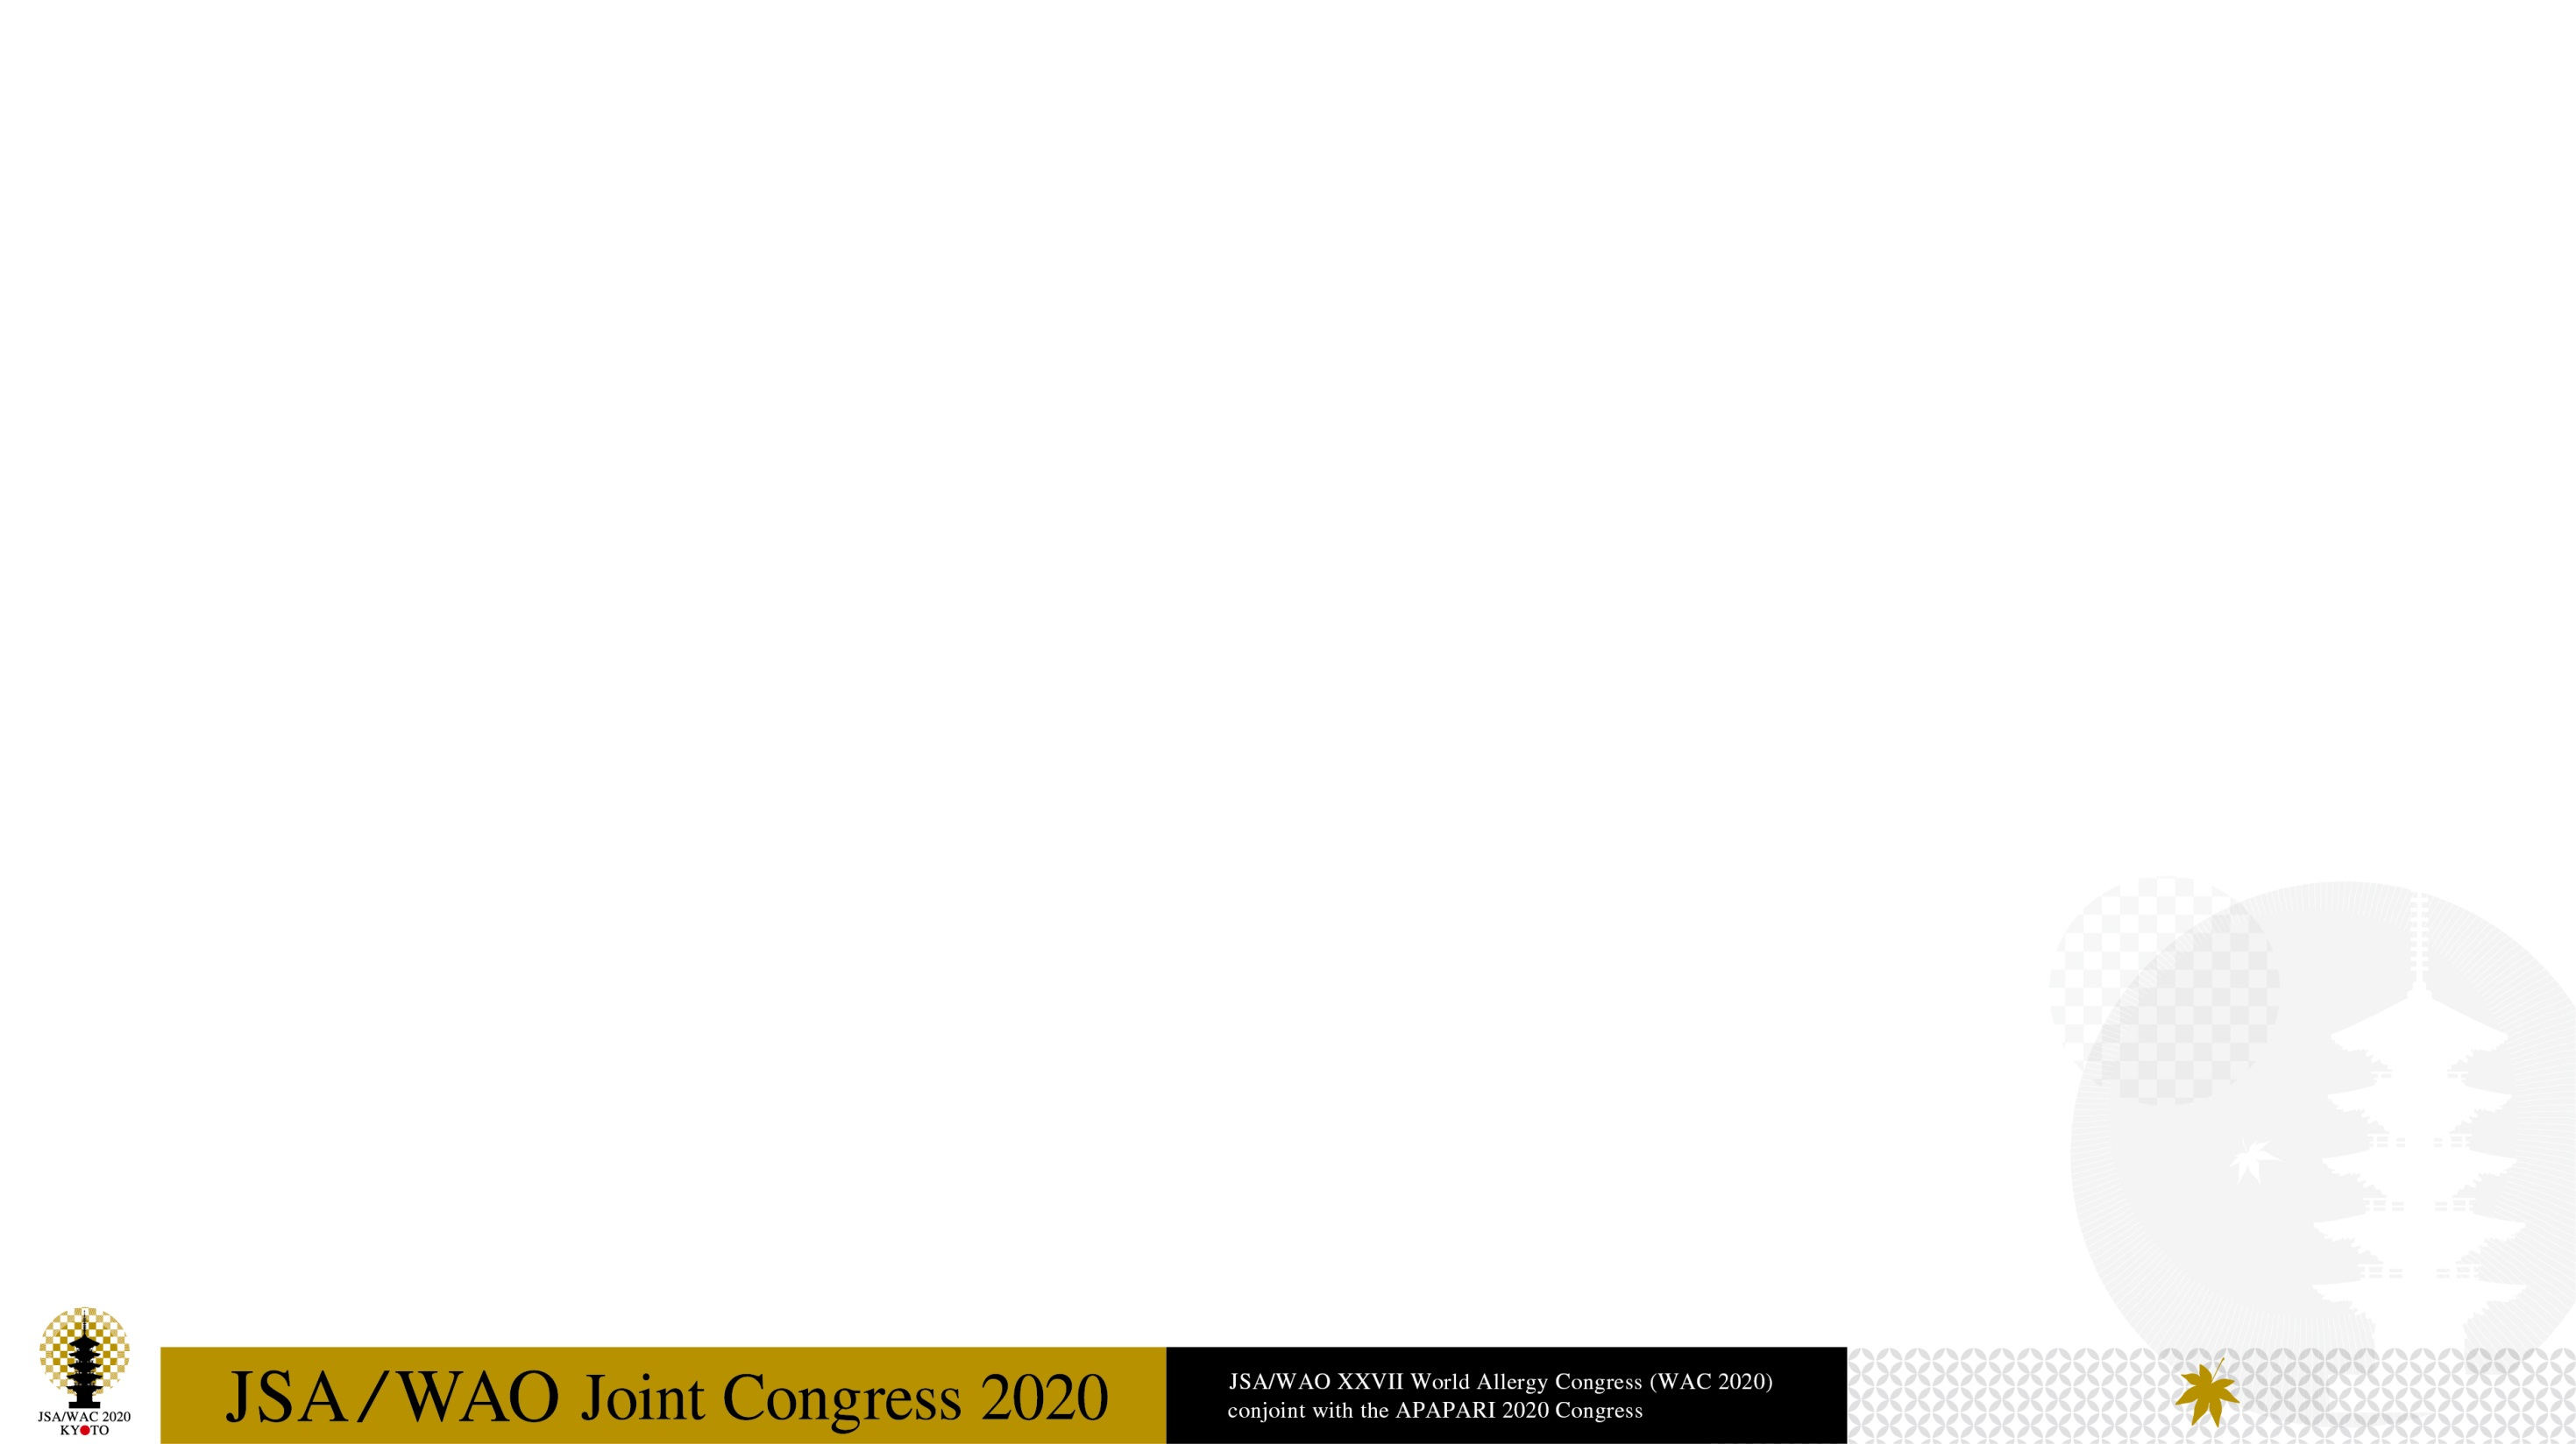 JSA/WAC 2020
KYOTO
JSA/WAO Joint Congress 2020
JSA/WAO XXVII World Allergy Congress (WAC 2020)
conjoint with the APAPARI 2020 Congress